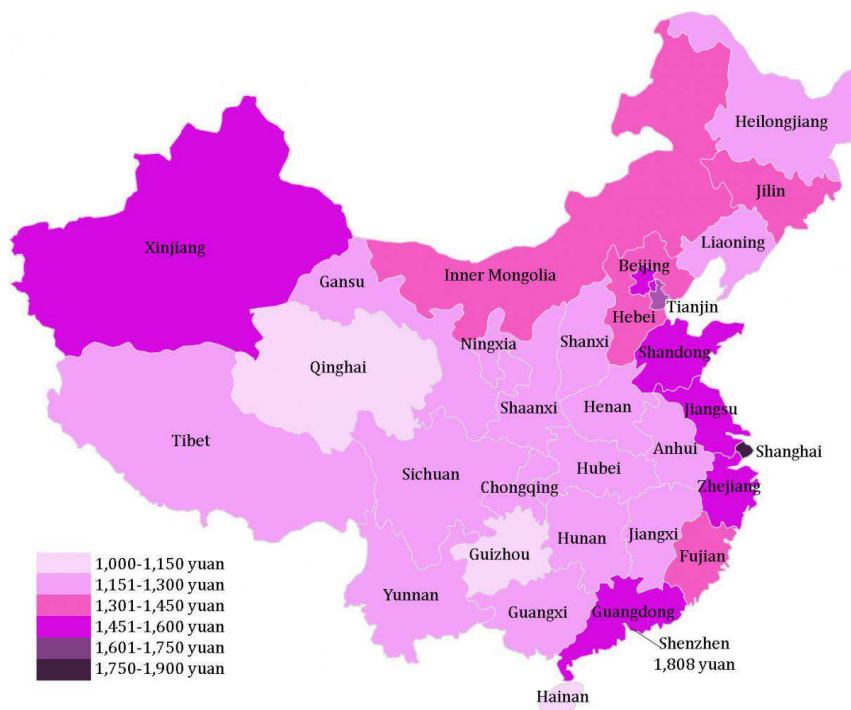 Heilongjiang
Jilin
Liaoning
Xinjiang
Inner Mongolia
Beijing
Gansu
Tianjin
Hebei
Ningxia
Shanxi
Shandong
Qinghai
Shaanxi
Henan
Jiangsu
Tibet
Anhui
Shanghai
Sichuan
Hubei
Chongqing
Zhejiang
Guizhou
Hunan
Jiangxi
Fujian
Yunnan
Guangxi
Guangdong
Shenzhen
1,808 yuan
Hainan
1,000-1,150 yuan
1,151-1,300 yuan
1,301-1,450 yuan
1,451-1,600 yuan
1,601-1,750 yuan
1,750-1,900 yuan